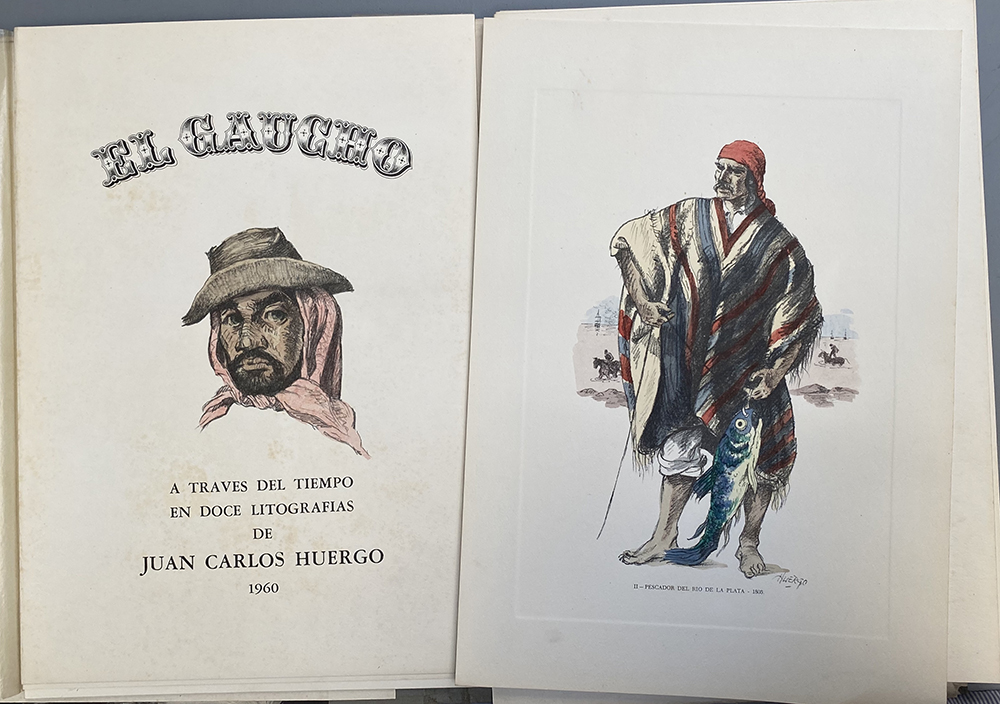 EL GAUCHO
A TRAVES DEL TIEMPO
EN DOCE LITOGRAFIAS
DE
JUAN CARLOS HUERGO
1960
HUERGO
II - PESCADOR DEL RIO DE LA PLATA - 1805